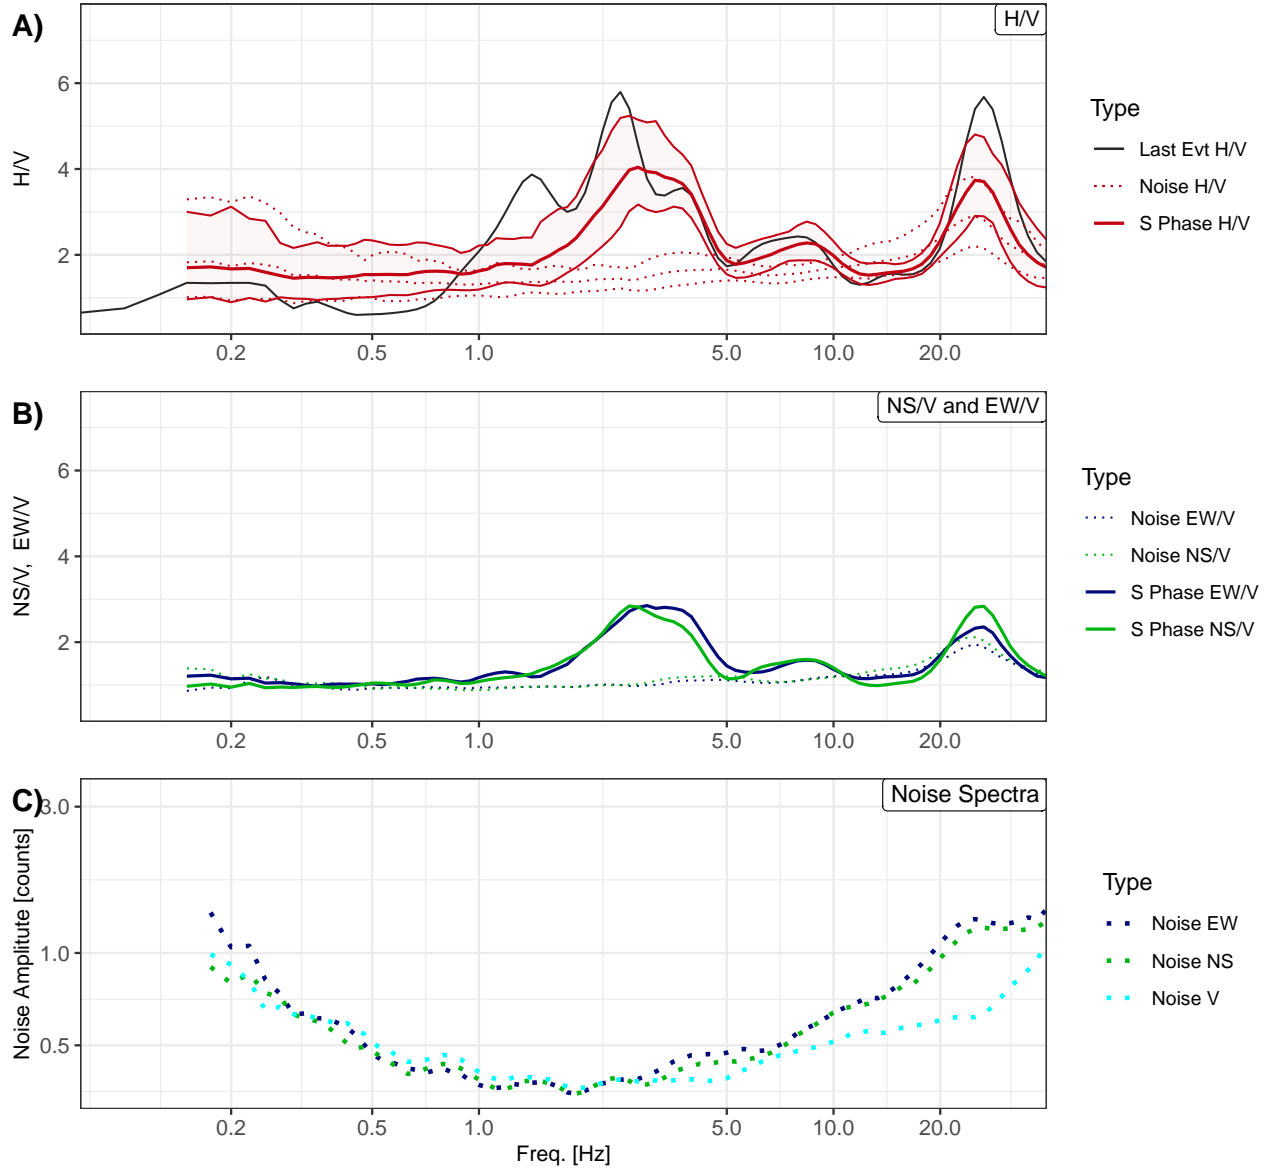 A)
H/V
6
4
2
H/V
0.2 0.5 1.0 5.0 10.0 20.0
Type
Last Evt H/V
Noise H/V
S Phase H/V
B)
NS/V and EW/V
6
4
2
NS/V, EW/V
0.2 0.5 1.0 5.0 10.0 20.0
Type
Noise EW/V
Noise NS/V
S Phase EW/V
S Phase NS/V
C)
Noise Spectra
3.0
1.0
0.5
Noise Amplitute [counts]
0.2 0.5 1.0 5.0 10.0 20.0
Freq. [Hz]
Type
Noise EW
Noise NS
Noise V